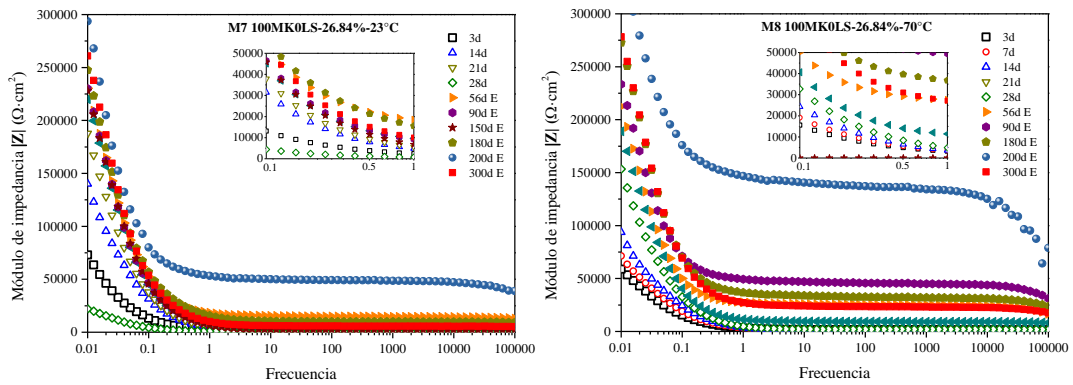 M7 100MK0LS-26.84%-23°C
Módulo de impedancia |Z| (Ω·cm²)
300000
250000
200000
150000
100000
50000
0
0.01
0.1
1
10
100
1000
10000
100000
Frecuencia
50000
40000
30000
20000
10000
0
0.1
0.5
1
3d
14d
21d
28d
56d E
90d E
150d E
180d E
200d E
300d E
M8 100MK0LS-26.84%-70°C
Módulo de impedancia |Z| (Ω·cm²)
300000
250000
200000
150000
100000
50000
0
0.01
0.1
1
10
100
1000
10000
100000
Frecuencia
50000
40000
30000
20000
10000
0
0.1
0.5
1
3d
7d
14d
21d
28d
56d E
90d E
180d E
200d E
300d E